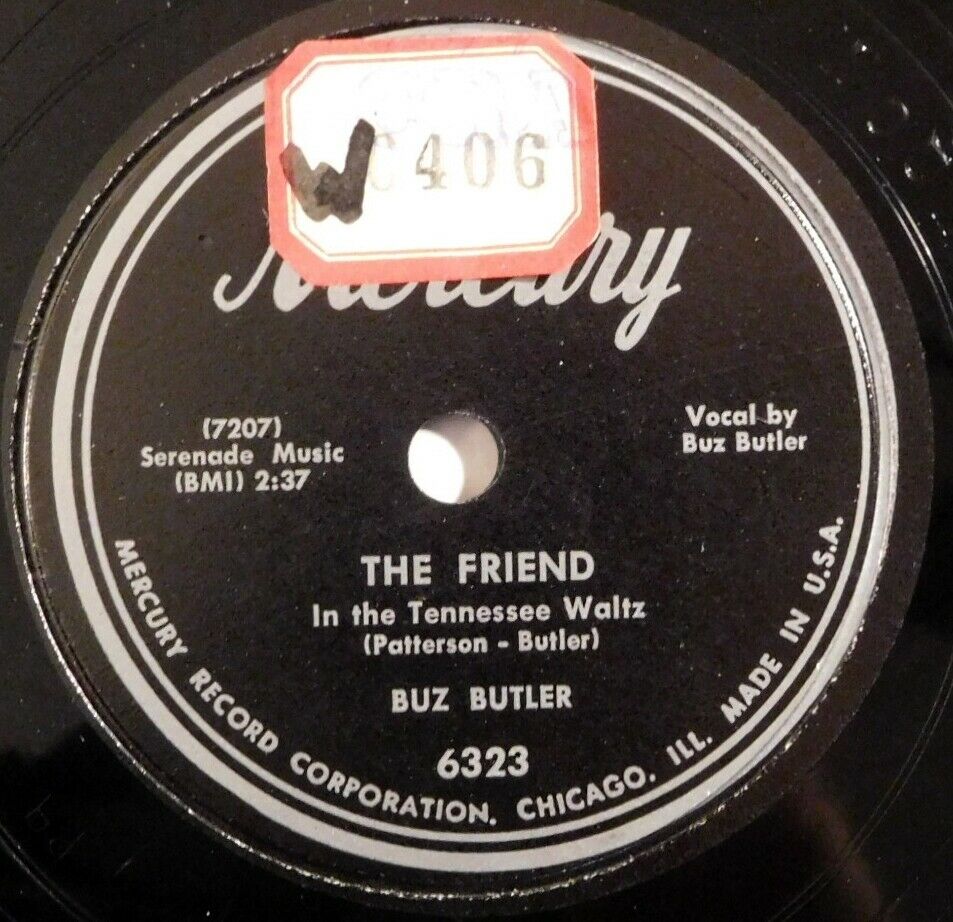 W 406
Mercury
(7207)
Serenade Music
(BMI) 2:37
Vocal by
Buz Butler
THE FRIEND
In the Tennessee Waltz
(Patterson - Butler)
BUZ BUTLER
6323
MERCURY RECORD CORPORATION. CHICAGO, ILL. MADE IN U.S.A.